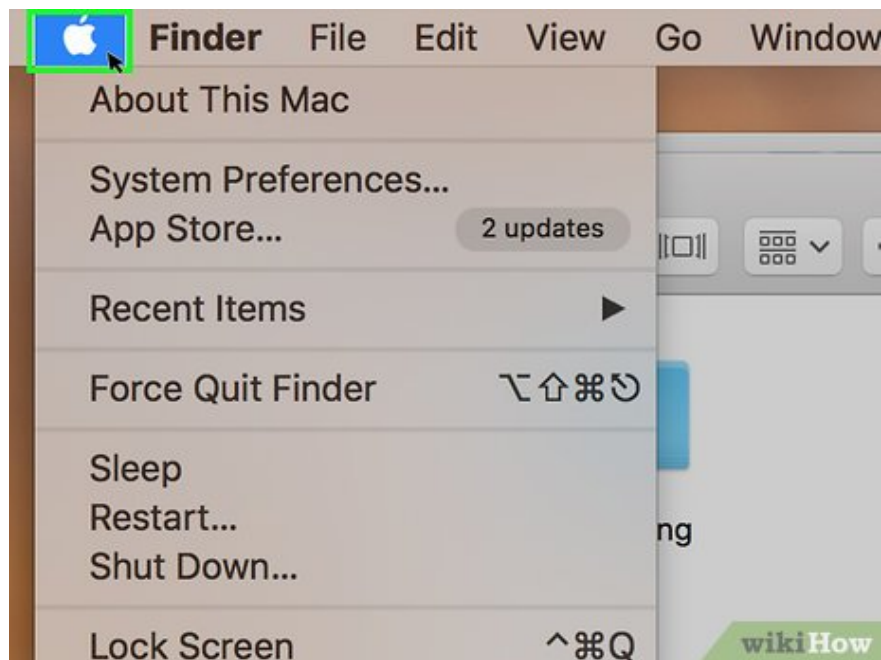 Finder File Edit View Go Window
About This Mac
System Preferences...
App Store... 2 updates
Recent Items ▶
Force Quit Finder ⌥⇧⌘⎋
Sleep
Restart...
Shut Down...
ng
Lock Screen ^⌘Q
wikiHow